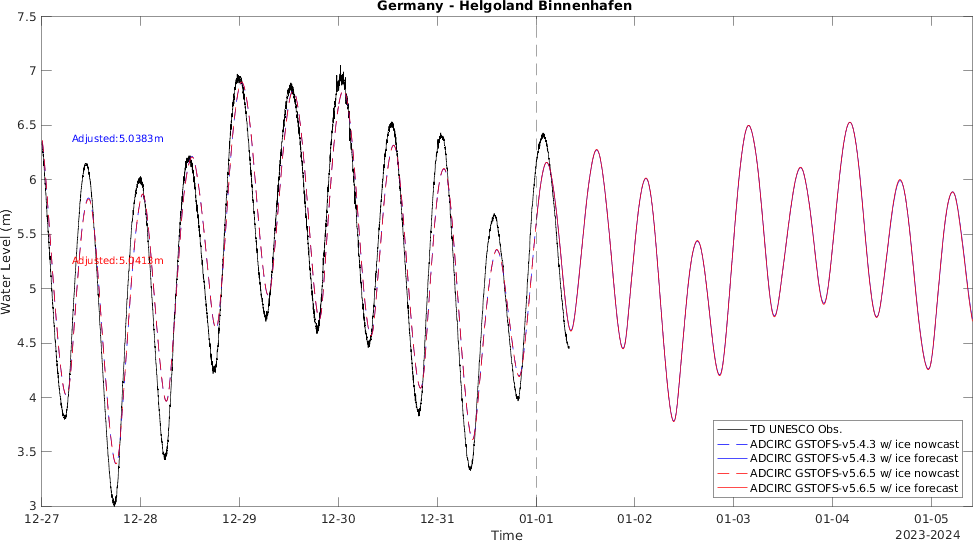 Germany - Helgoland Binnenhafen
7.5
7
6.5
6
5.5
5
4.5
4
3.5
3
Water Level (m)
Adjusted:5.0383m
TD UNESCO Obs.
ADCIRC GSTOFS-v5.4.3 w/ ice nowcast
ADCIRC GSTOFS-v5.4.3 w/ ice forecast
ADCIRC GSTOFS-v5.6.5 w/ ice nowcast
ADCIRC GSTOFS-v5.6.5 w/ ice forecast
12-27 12-28 12-29 12-30 12-31 01-01 01-02 01-03 01-04 01-05
Time
2023-2024